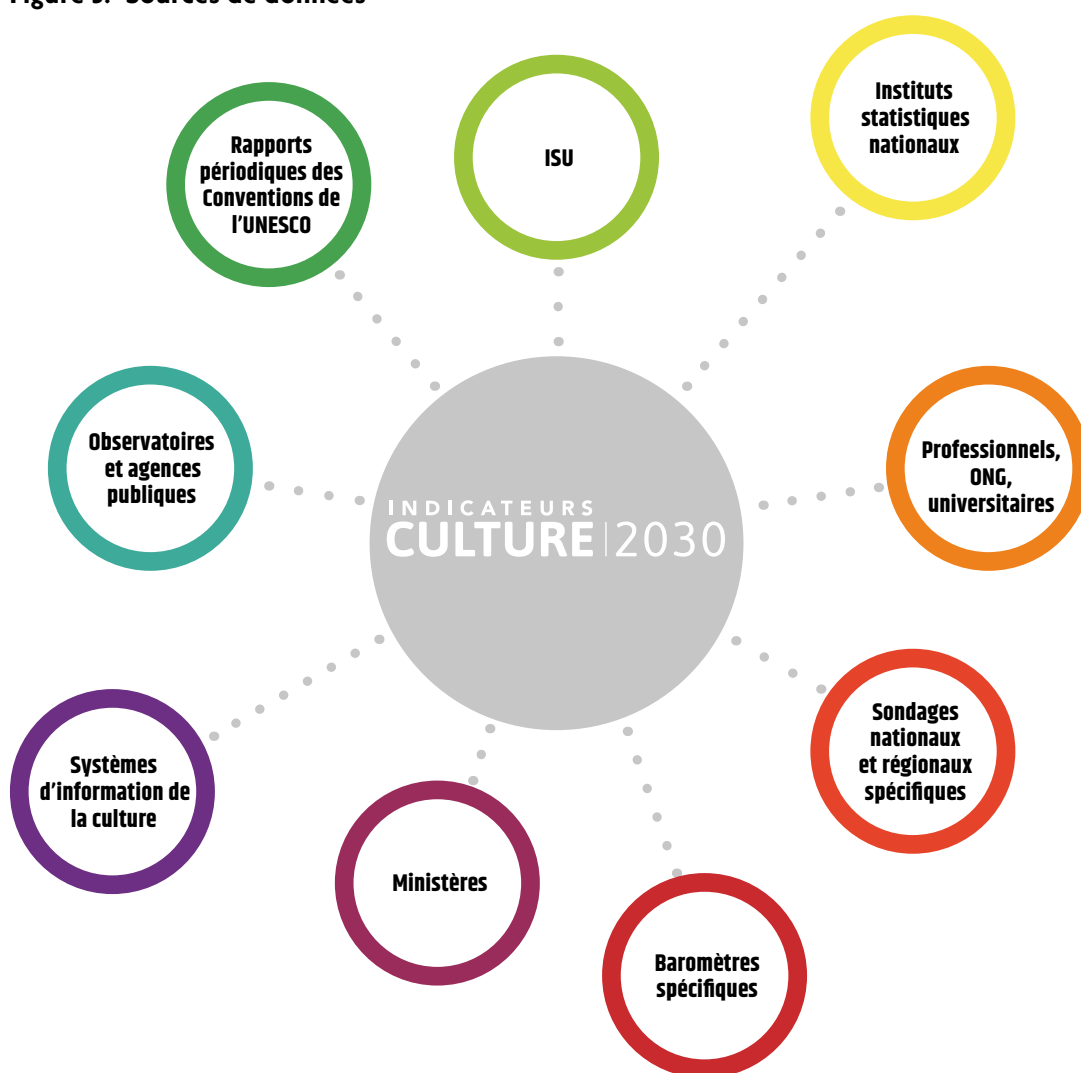 Figure 3. Sources de données
Rapports
périodiques des
Conventions de
l'UNESCO
ISU
Instituts
statistiques
nationaux
Observatoires
et agences
publiques
INDICATEURS
CULTURE|2030
Professionnels,
ONG,
universitaires
Systèmes
d'information de
la culture
Ministères
Baromètres
spécifiques
Sondages
nationaux
et régionaux
spécifiques